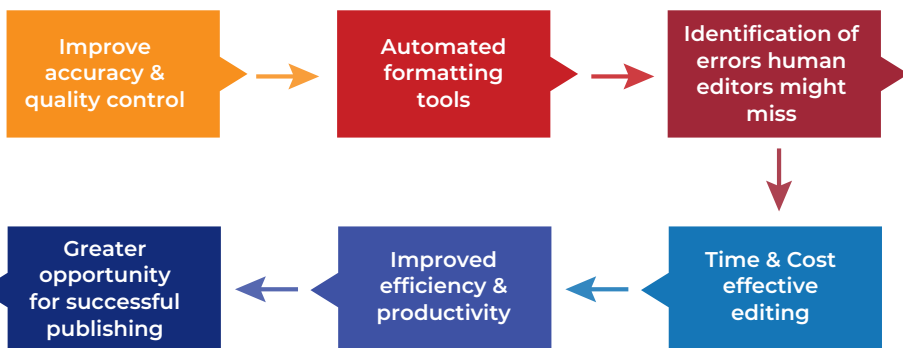 Improve
accuracy &
quality control
Automated
formatting
tools
Identification of
errors human
editors might
miss
Time & Cost
effective
editing
Improved
efficiency &
productivity
Greater
opportunity
for successful
publishing